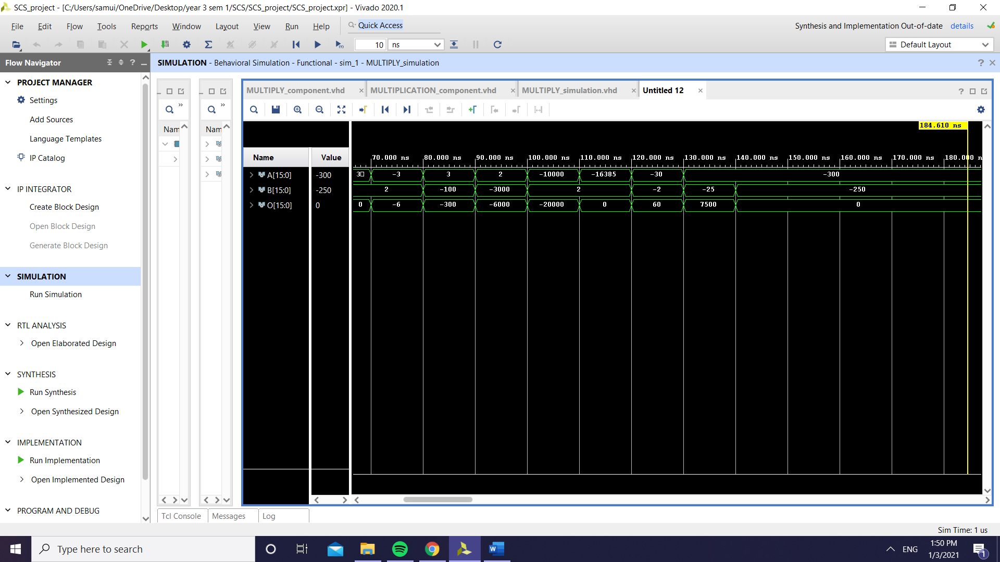 SCS_project - [C:/Users/samui/OneDrive/Desktop/year 3 sem 1/SCS/SCS_project/SCS_project.xpr] - Vivado 2020.1
File Edit Flow Tools Reports Window Layout View Run Help Quick Access
Synthesis and Implementation Out-of-date details
10 ns
Default Layout
Flow Navigator
SIMULATION - Behavioral Simulation - Functional - sim_1 - MULTIPLY_simulation
PROJECT MANAGER
Settings
Add Sources
Language Templates
IP Catalog
IP INTEGRATOR
Create Block Design
Open Block Design
Generate Block Design
SIMULATION
Run Simulation
RTL ANALYSIS
Open Elaborated Design
SYNTHESIS
Run Synthesis
Open Synthesized Design
IMPLEMENTATION
Run Implementation
Open Implemented Design
PROGRAM AND DEBUG
Nam
Nam
MULTIPLY_component.vhd MULTIPLICATION_component.vhd MULTIPLY_simulation.vhd Untitled 12
184.610 ns
Name Value 70.000 ns 80.000 ns 90.000 ns 100.000 ns 110.000 ns 120.000 ns 130.000 ns 140.000 ns 150.000 ns 160.000 ns 170.000 ns 180.000 n
A[15:0] -300 3 -3 3 2 -10000 -16385 -30 -300
B[15:0] -250 2 -100 -3000 2 -2 -25 -250
O[15:0] 0 0 -6 -300 -6000 -20000 0 60 7500 0
Tcl Console Messages Log
Sim Time: 1 us
Type here to search
ENG
1:50 PM
1/3/2021
1